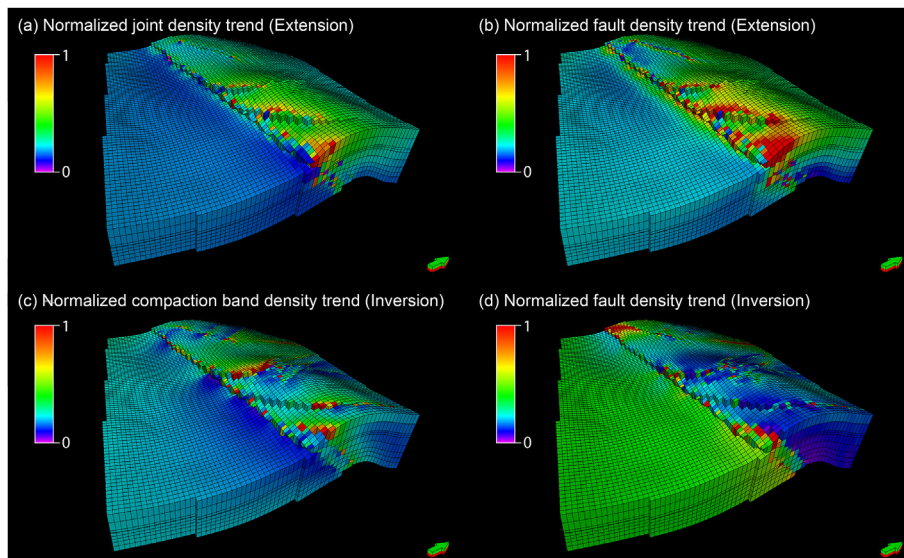 (a) Normalized joint density trend (Extension)
1
0
(b) Normalized fault density trend (Extension)
1
0
(c) Normalized compaction band density trend (Inversion)
1
0
(d) Normalized fault density trend (Inversion)
1
0